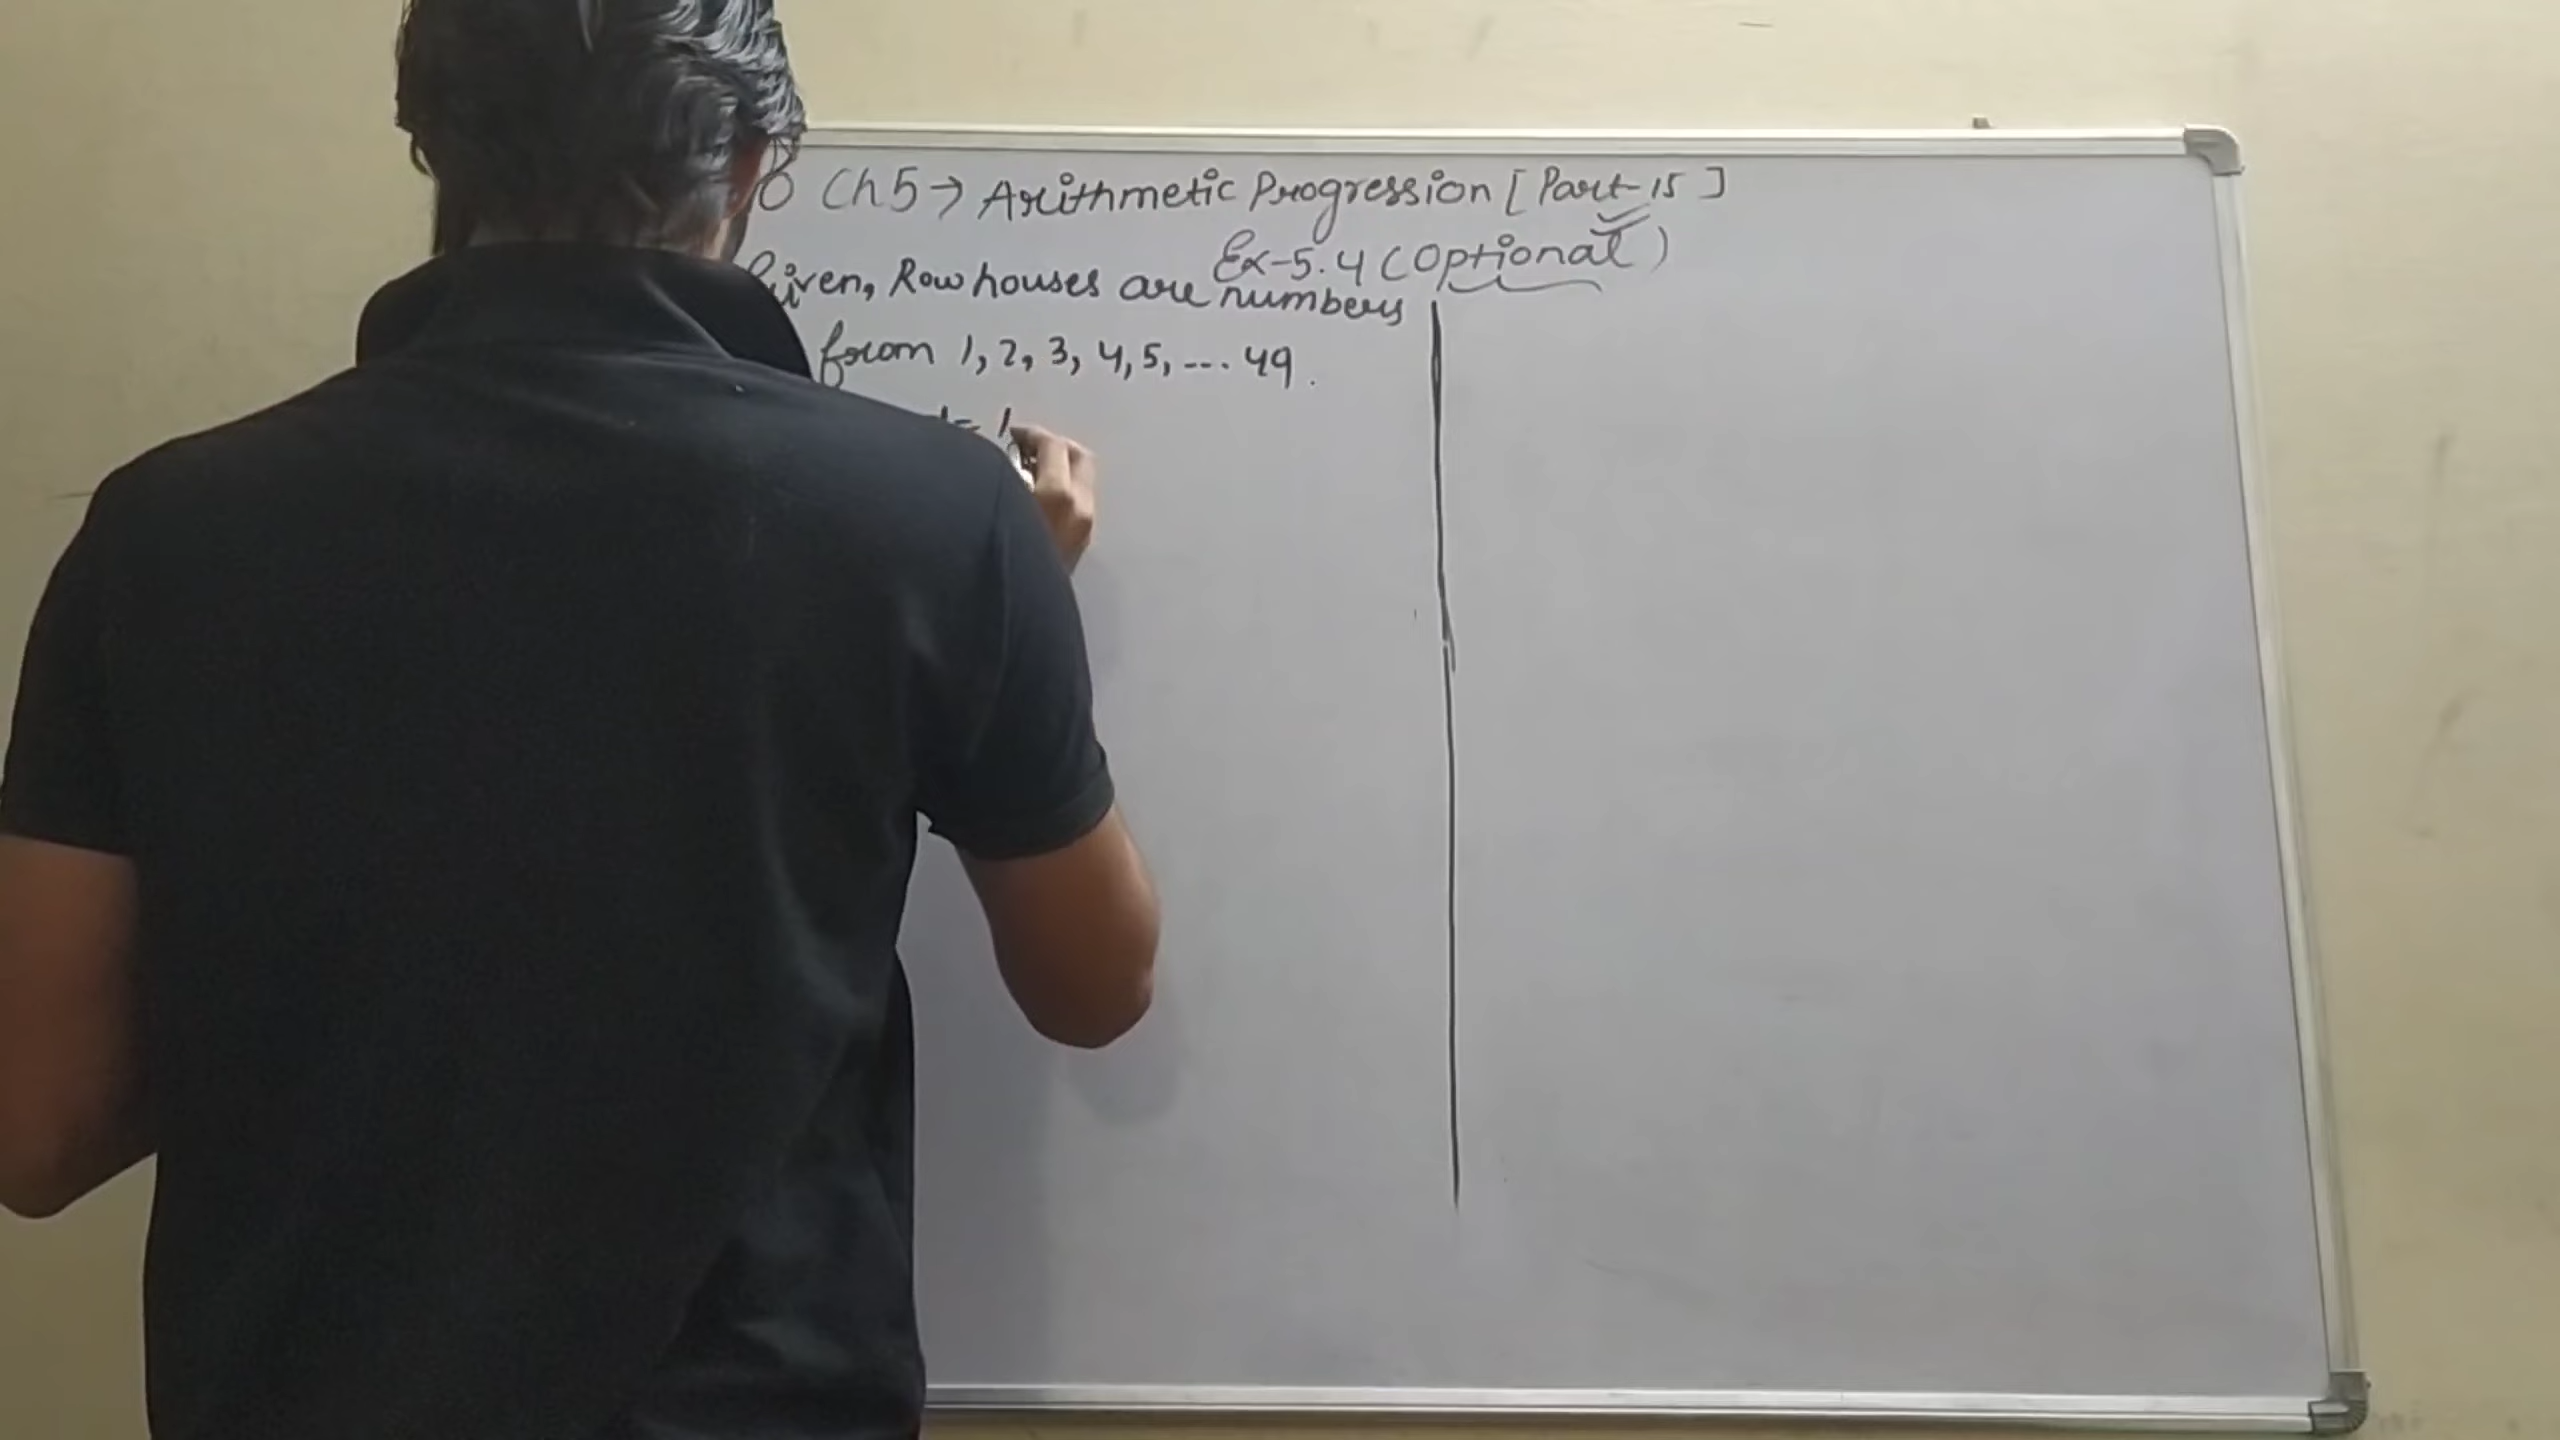 Ch 5 → Arithmetic Progression [Part-15]
Ex-5.4 (Optional)
Given, Row houses are numbers
from 1, 2, 3, 4, 5, --- 49.
= 1